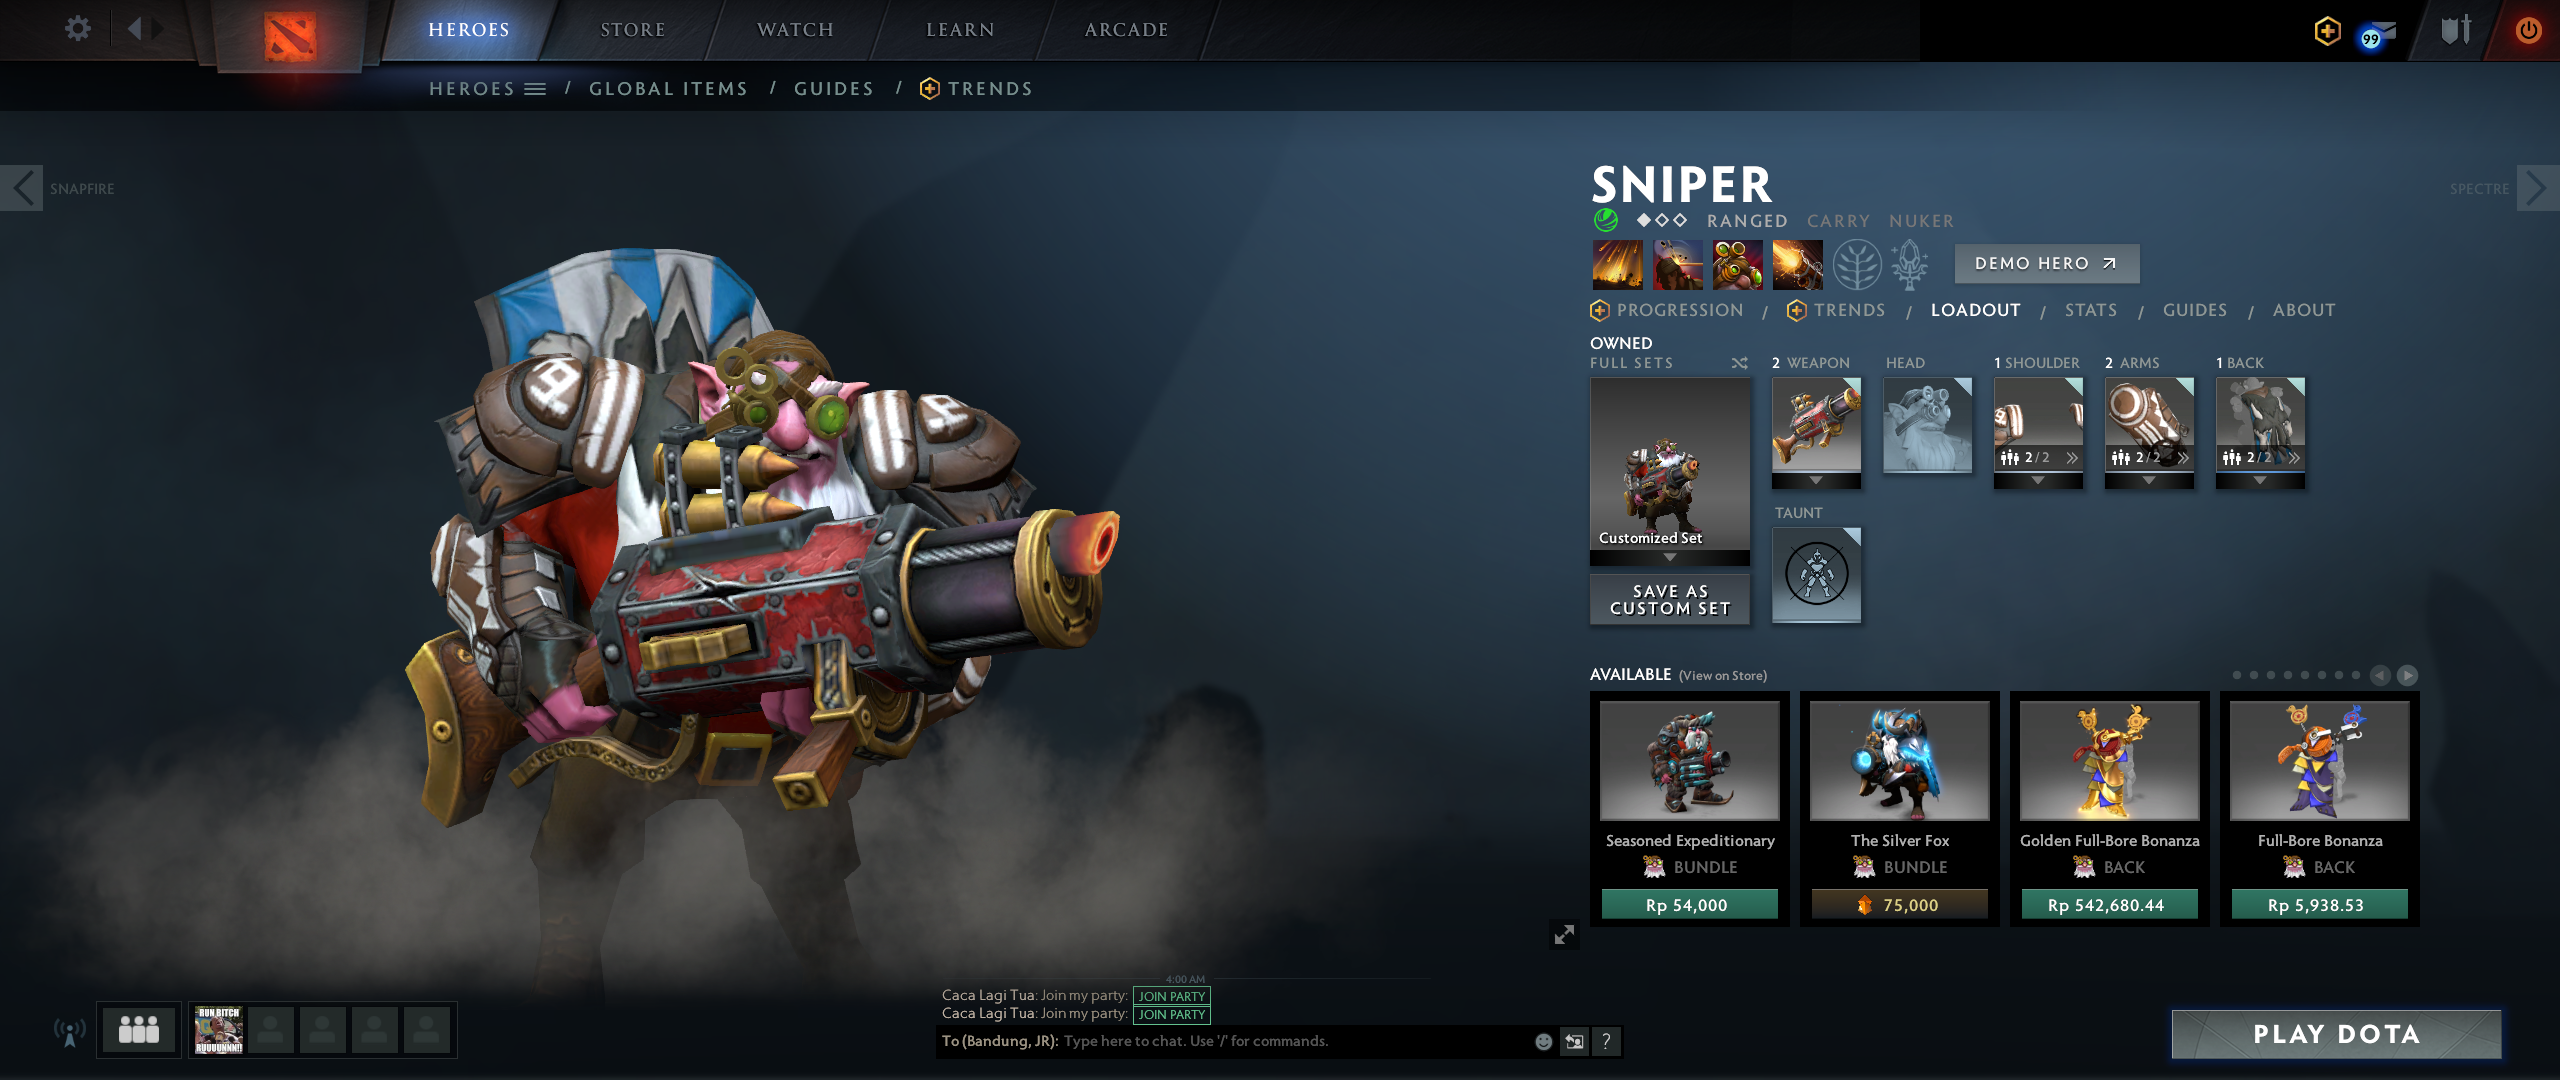 HEROES
STORE
WATCH
LEARN
ARCADE
99
HEROES / GLOBAL ITEMS / GUIDES / TRENDS
SNAPFIRE
SPECTRE
SNIPER
RANGED CARRY NUKER
DEMO HERO
PROGRESSION / TRENDS / LOADOUT / STATS / GUIDES / ABOUT
OWNED
FULL SETS
2 WEAPON
HEAD
1 SHOULDER
2 ARMS
1 BACK
2/2
2/2
2/2
Customized Set
TAUNT
SAVE AS
CUSTOM SET
AVAILABLE (View on Store)
Seasoned Expeditionary
BUNDLE
Rp 54,000
The Silver Fox
BUNDLE
75,000
Golden Full-Bore Bonanza
BACK
Rp 542,680.44
Full-Bore Bonanza
BACK
Rp 5,938.53
4:00 AM
Caca Lagi Tua: Join my party: JOIN PARTY
Caca Lagi Tua: Join my party: JOIN PARTY
To (Bandung, JR): Type here to chat. Use '/' for commands.
?
RUN BITCH
RUUUUNNN!!
PLAY DOTA